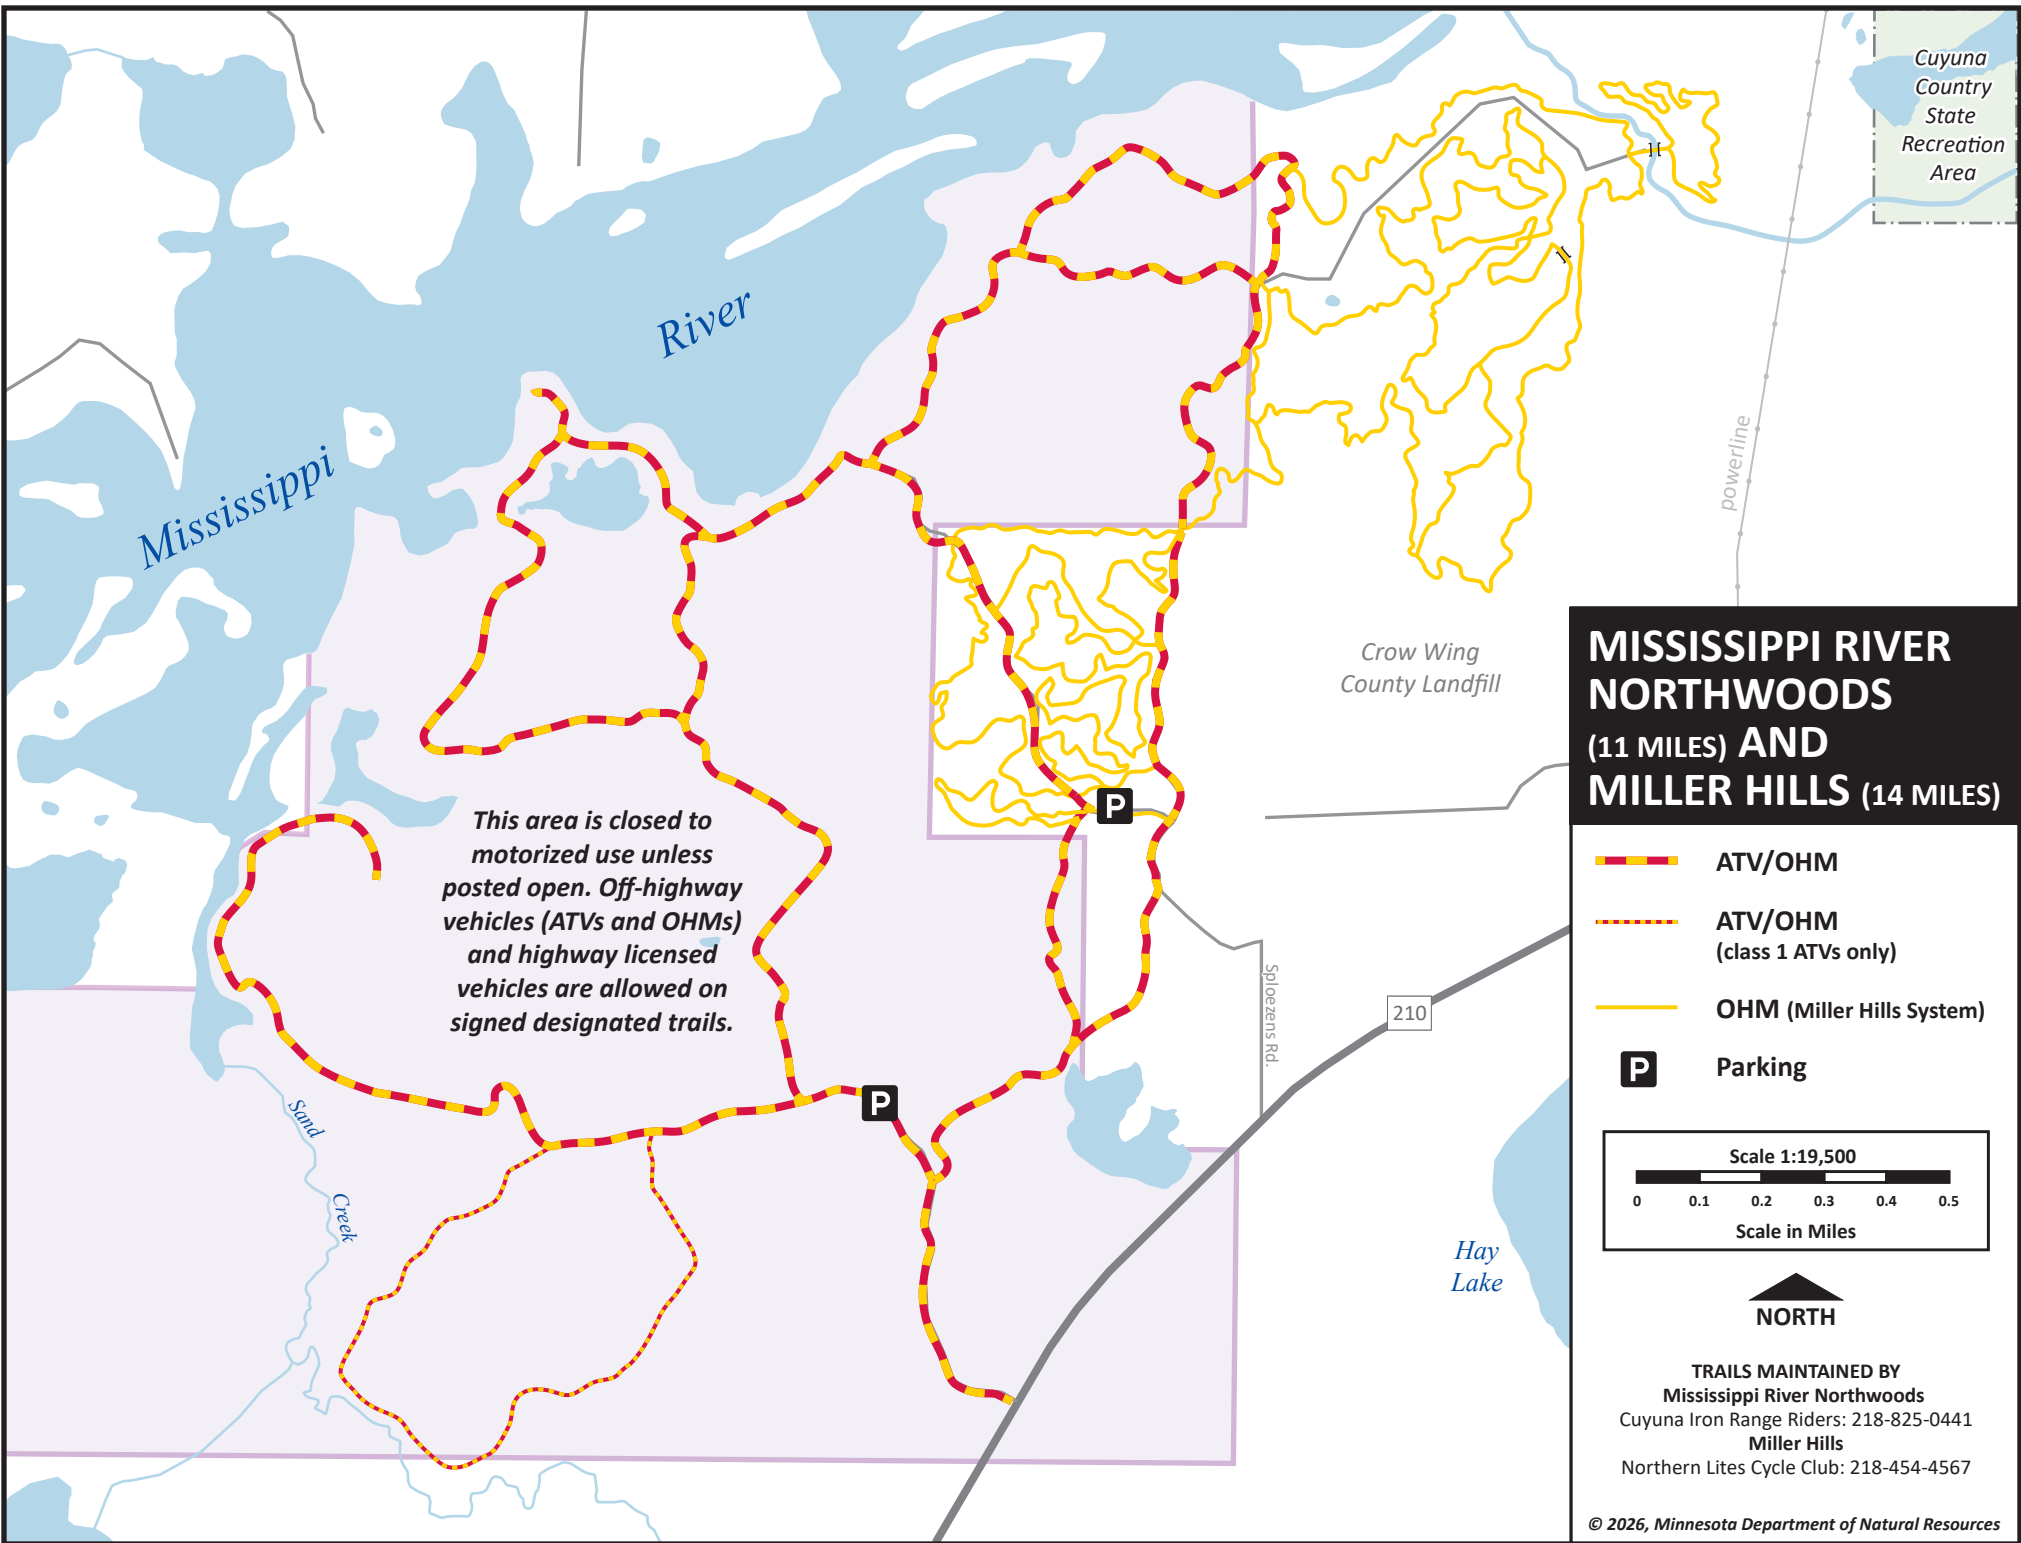 Cuyuna
Country
State
Recreation
Area
River
Mississippi
powerline
Crow Wing
County Landfill
P
This area is closed to
motorized use unless
posted open. Off-highway
vehicles (ATVs and OHMs)
and highway licensed
vehicles are allowed on
signed designated trails.
Sploezens Rd.
210
P
Sand
Creek
Hay
Lake
MISSISSIPPI RIVER
NORTHWOODS
(11 MILES) AND
MILLER HILLS (14 MILES)
ATV/OHM
ATV/OHM
(class 1 ATVs only)
OHM (Miller Hills System)
P Parking
Scale 1:19,500
0 0.1 0.2 0.3 0.4 0.5
Scale in Miles
NORTH
TRAILS MAINTAINED BY
Mississippi River Northwoods
Cuyuna Iron Range Riders: 218-825-0441
Miller Hills
Northern Lites Cycle Club: 218-454-4567
© 2026, Minnesota Department of Natural Resources